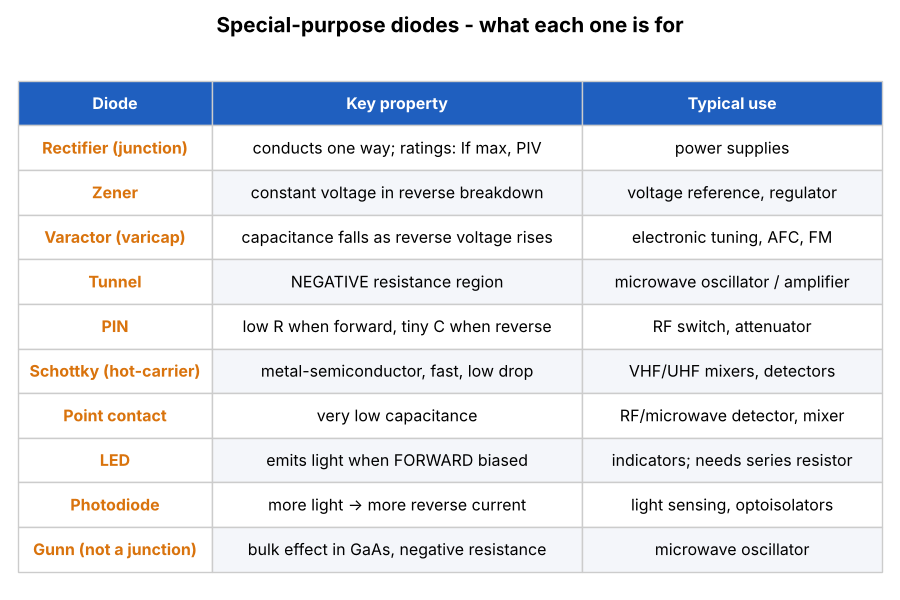 Special-purpose diodes - what each one is for
Diode Key property Typical use
Rectifier (junction) conducts one way; ratings: If max, PIV power supplies
Zener constant voltage in reverse breakdown voltage reference, regulator
Varactor (varicap) capacitance falls as reverse voltage rises electronic tuning, AFC, FM
Tunnel NEGATIVE resistance region microwave oscillator / amplifier
PIN low R when forward, tiny C when reverse RF switch, attenuator
Schottky (hot-carrier) metal-semiconductor, fast, low drop VHF/UHF mixers, detectors
Point contact very low capacitance RF/microwave detector, mixer
LED emits light when FORWARD biased indicators; needs series resistor
Photodiode more light → more reverse current light sensing, optoisolators
Gunn (not a junction) bulk effect in GaAs, negative resistance microwave oscillator